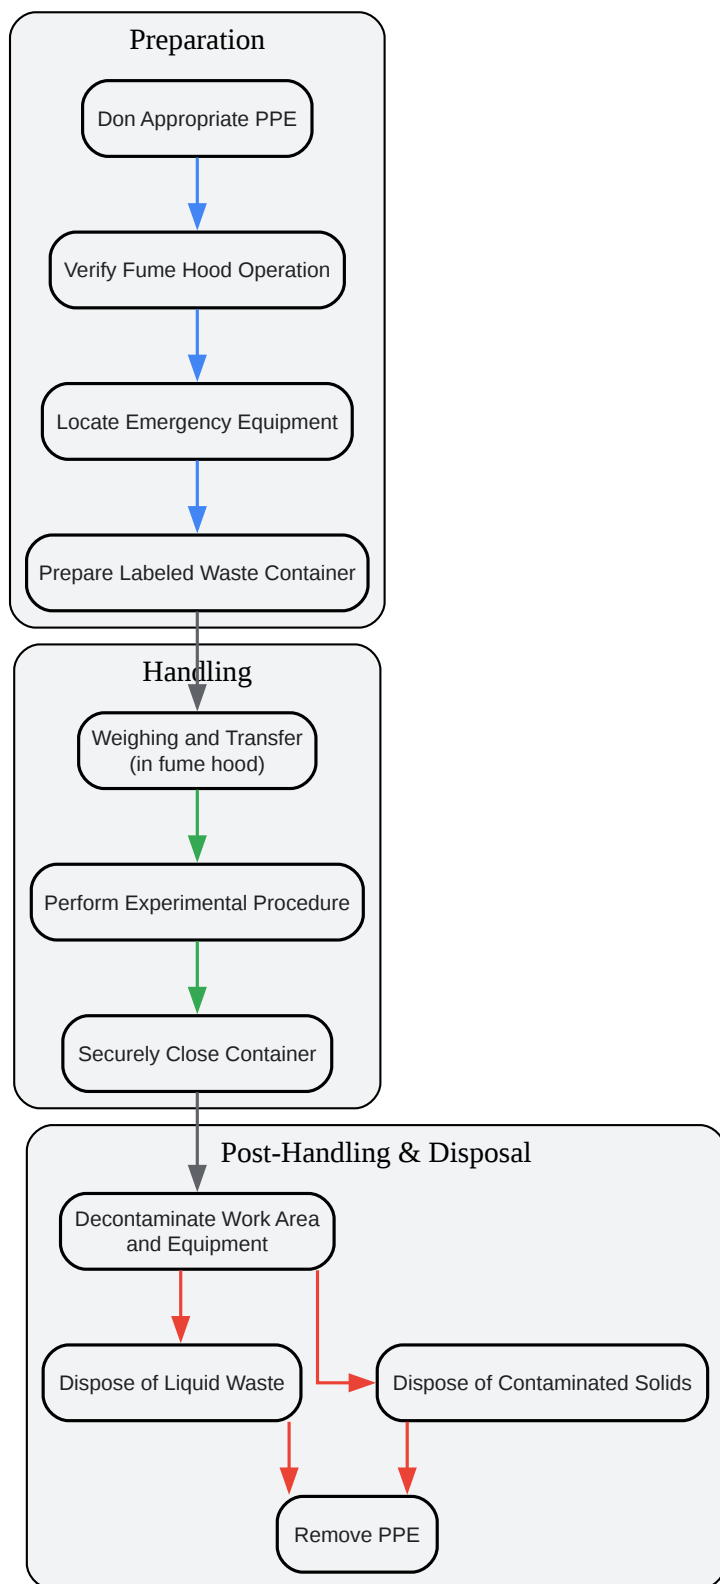 Preparation
Don Appropriate PPE
Verify Fume Hood Operation
Locate Emergency Equipment
Prepare Labeled Waste Container
Handling
Weighing and Transfer
(in fume hood)
Perform Experimental Procedure
Securely Close Container
Post-Handling & Disposal
Decontaminate Work Area
and Equipment
Dispose of Liquid Waste
Dispose of Contaminated Solids
Remove PPE